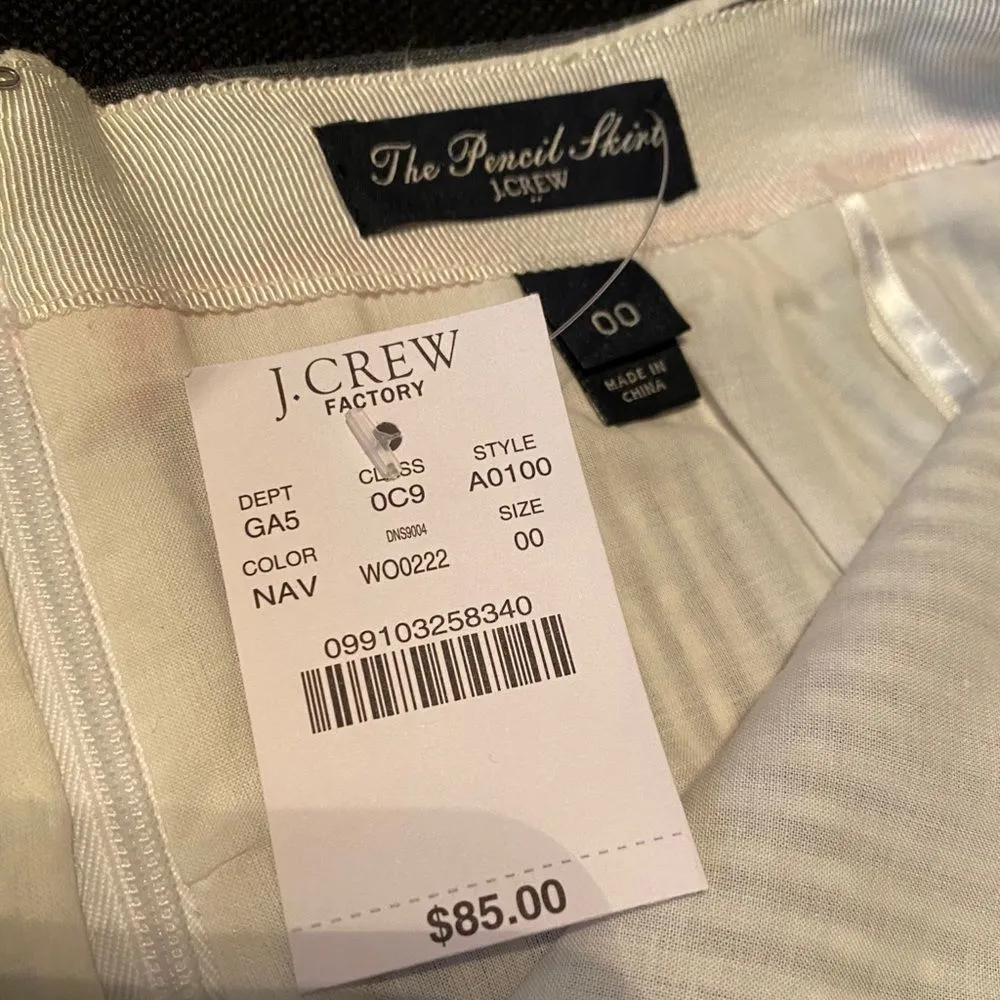 The Pencil Skirt
J.CREW
00
MADE IN
CHINA
J.CREW
FACTORY
DEPT CLASS STYLE
GA5 0C9 A0100
COLOR DNS9004 SIZE
NAV WO0222 00
099103258340
$85.00